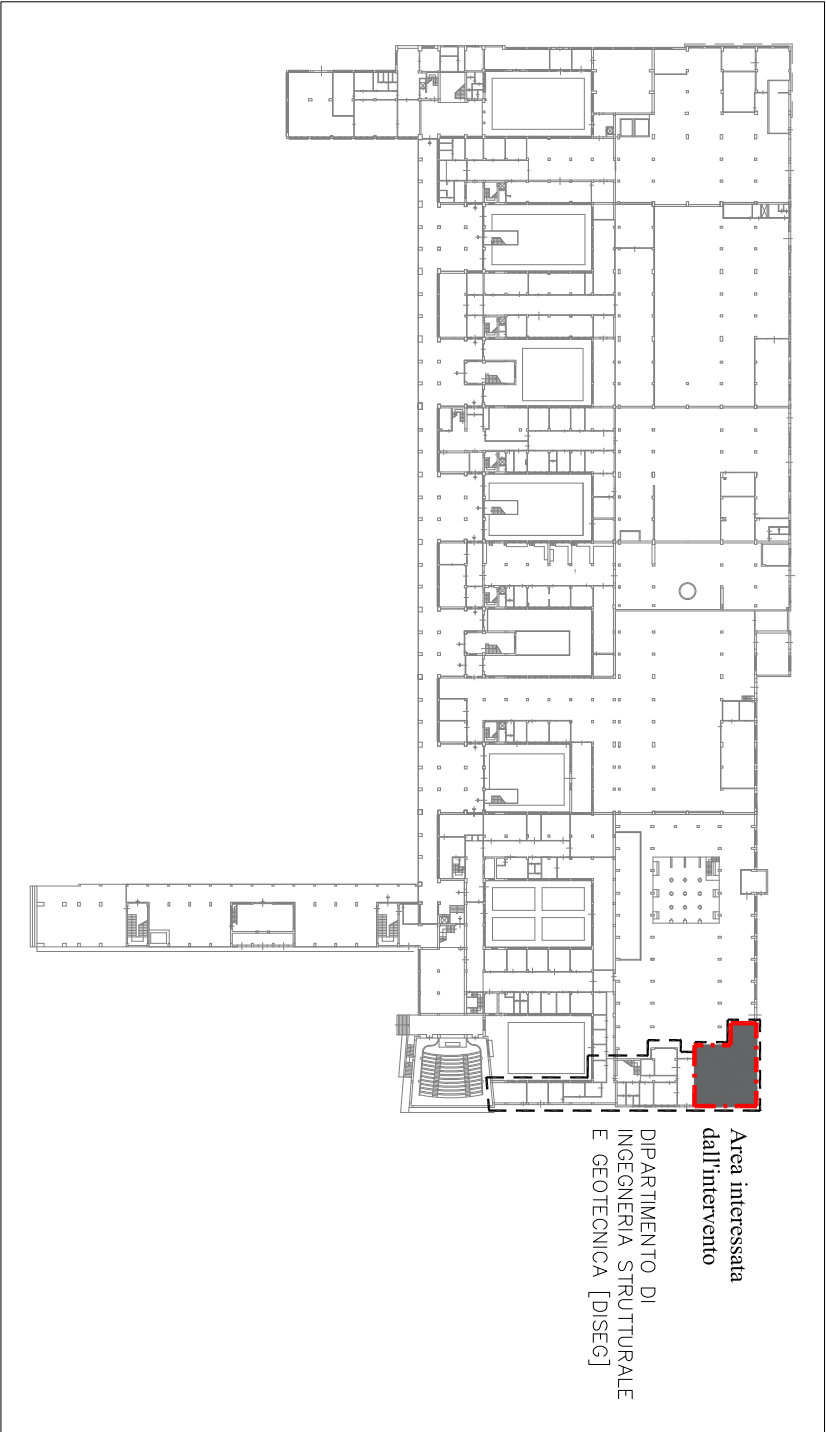 Area interessata
dall'intervento
DIPARTIMENTO DI
INGEGNERIA STRUTTURALE
E GEOTECNICA [DISEG]